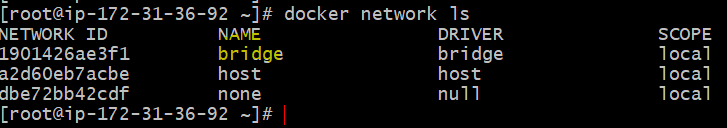 [root@ip-172-31-36-92 ~]# docker network ls
NETWORK ID          NAME                DRIVER              SCOPE
1901426ae3f1        bridge              bridge              local
a2d60eb7acbe        host                host                local
dbe72bb42cdf        none                null                local
[root@ip-172-31-36-92 ~]#